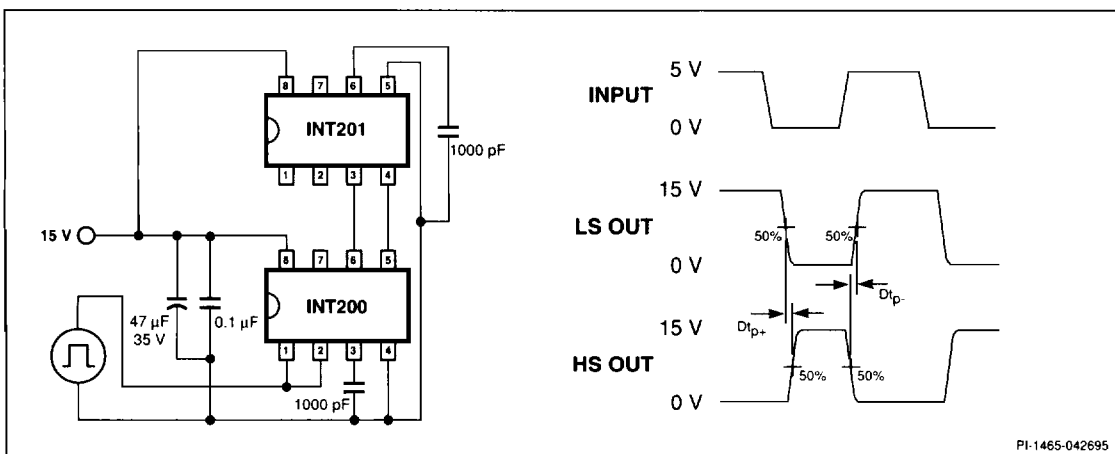 8 7 6 5
INT201
1000 pF
1 2 3 4
15 V
8 7 6 5
INT200
47 µF
35 V
0.1 µF
1 2 3 4
1000 pF
INPUT
5 V
0 V
LS OUT
15 V
50% 50%
0 V
Dtp-
Dtp+
HS OUT
15 V
50% 50%
0 V
PI-1465-042695